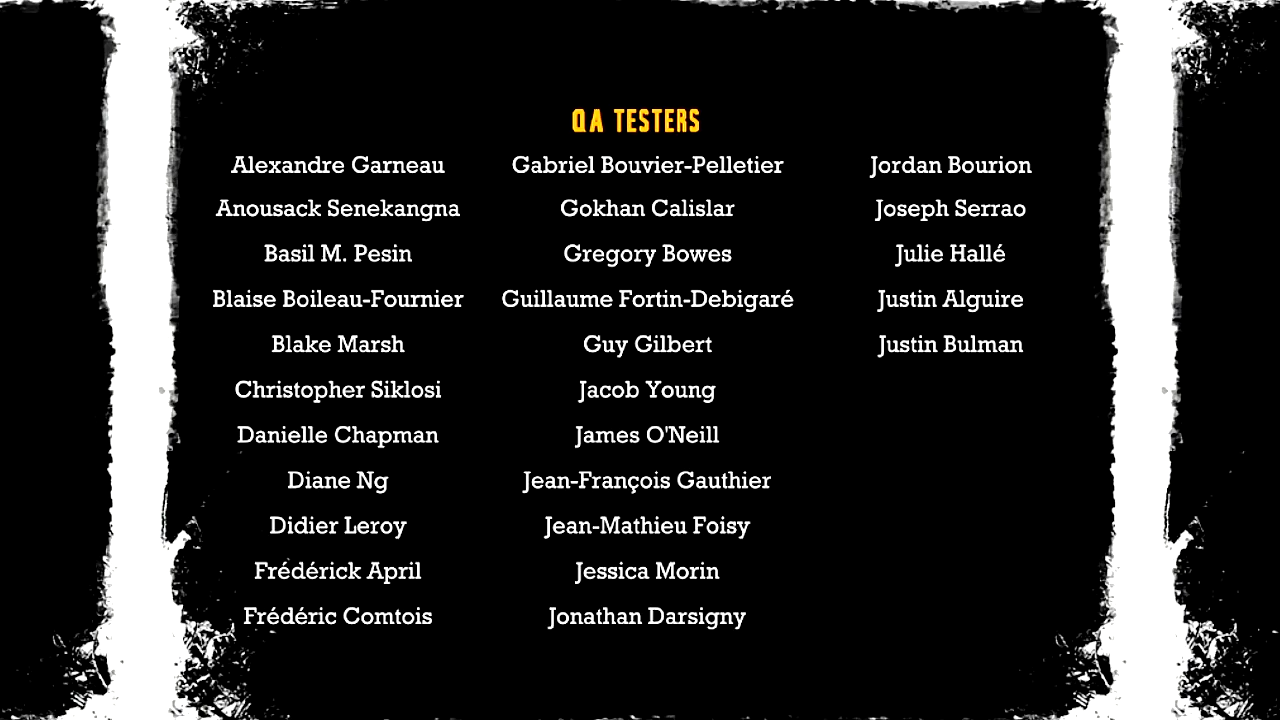 QA TESTERS
Alexandre Garneau
Anousack Senekangna
Basil M. Pesin
Blaise Boileau-Fournier
Blake Marsh
Christopher Siklosi
Danielle Chapman
Diane Ng
Didier Leroy
Frédérick April
Frédéric Comtois
Gabriel Bouvier-Pelletier
Gokhan Calislar
Gregory Bowes
Guillaume Fortin-Debigaré
Guy Gilbert
Jacob Young
James O'Neill
Jean-François Gauthier
Jean-Mathieu Foisy
Jessica Morin
Jonathan Darsigny
Jordan Bourion
Joseph Serrao
Julie Hallé
Justin Alguire
Justin Bulman